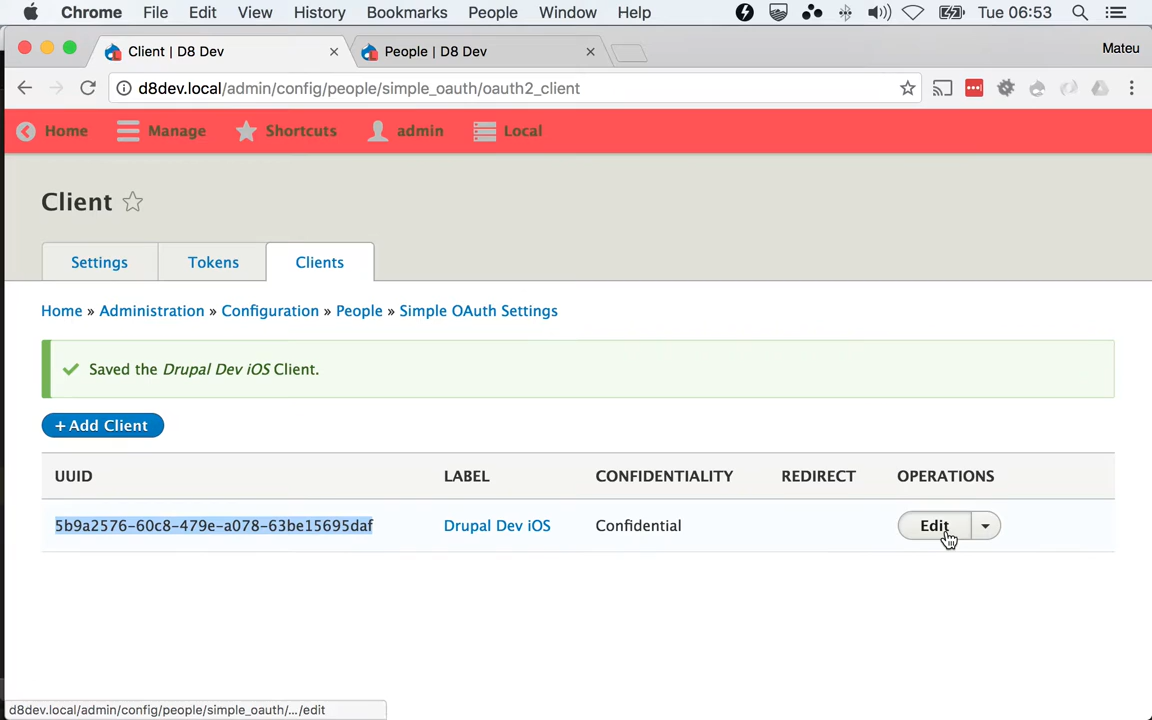 Chrome File Edit View History Bookmarks People Window Help Tue 06:53
Client | D8 Dev People | D8 Dev Mateu
d8dev.local/admin/config/people/simple_oauth/oauth2_client
Home Manage Shortcuts admin Local
Client
Settings Tokens Clients
Home » Administration » Configuration » People » Simple OAuth Settings
Saved the Drupal Dev iOS Client.
+ Add Client
UUID LABEL CONFIDENTIALITY REDIRECT OPERATIONS
5b9a2576-60c8-479e-a078-63be15695daf Drupal Dev iOS Confidential Edit
d8dev.local/admin/config/people/simple_oauth/.../edit